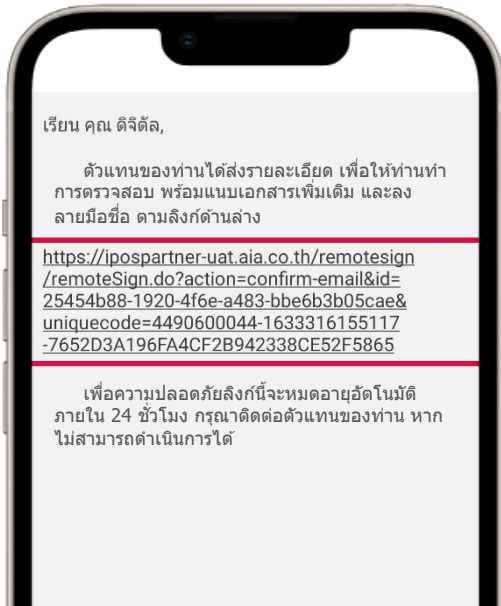 เรียน คุณ ดิจิตัล,
ตัวแทนของท่านได้ส่งรายละเอียด เพื่อให้ท่านทำ
การตรวจสอบ พร้อมแนบเอกสารเพิ่มเติม และลง
ลายมือชื่อ ตามลิงก์ด้านล่าง
https://ipospartner-uat.aia.co.th/remotesign
/remoteSign.do?action=confirm-email&id=
25454b88-1920-4f6e-a483-bbe6b3b05cae&
uniquecode=4490600044-1633316155117
-7652D3A196FA4CF2B942338CE52F5865
เพื่อความปลอดภัยลิงก์นี้จะหมดอายุอัตโนมัติ
ภายใน 24 ชั่วโมง กรุณาติดต่อตัวแทนของท่าน หาก
ไม่สามารถดำเนินการได้